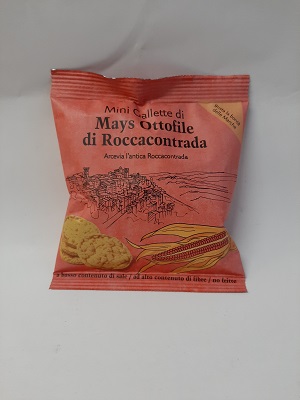 Mini Gallette di
Mays Ottofile
di Roccacontrada
Arcevia l'antica Roccacontrada
a basso contenuto di sale / ad alto contenuto di fibre / no